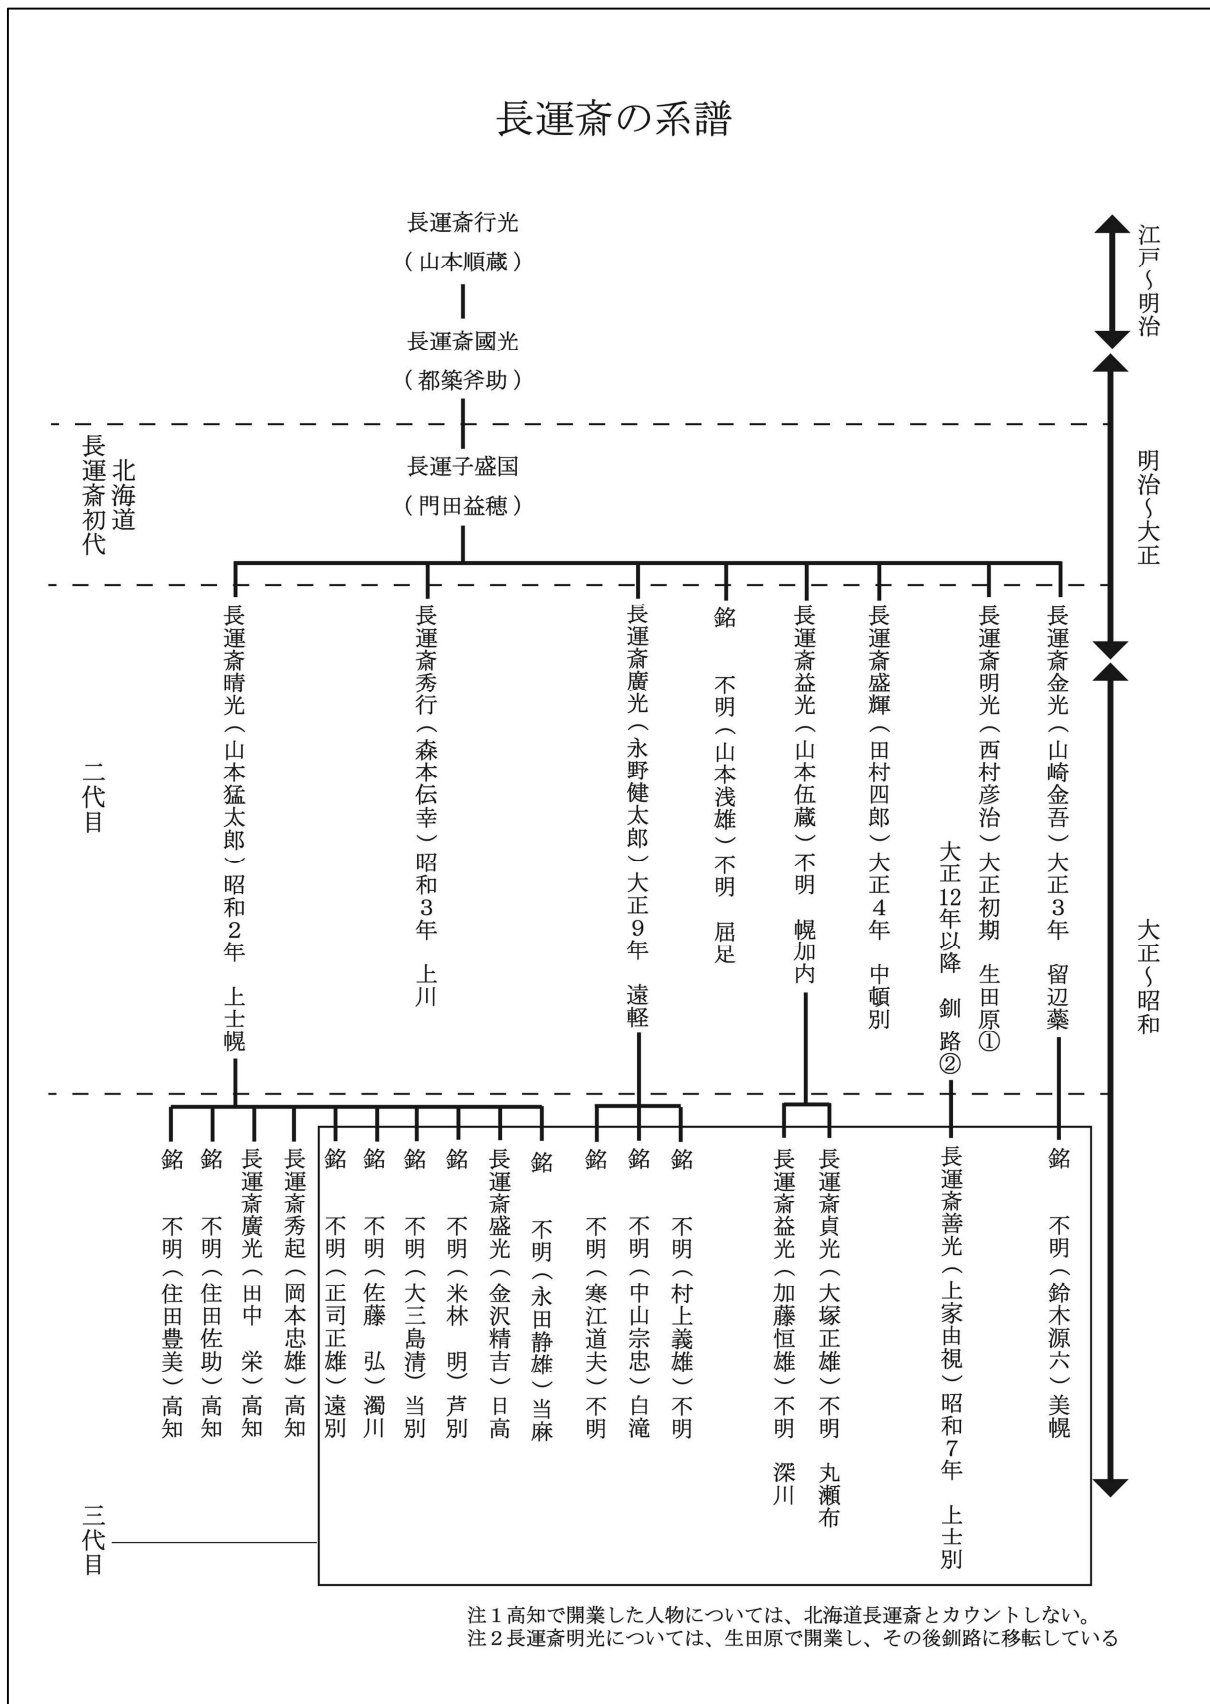 長運斎の系譜
長運斎行光
（山本順蔵）
長運斎國光
（都築斧助）
長運子盛国
（門田益穂）
江戸～明治
明治～大正
大正～昭和
北海道
長運斎初代
二代目
三代目
長運斎金光（山崎金吾）大正３年　留辺蘂
長運斎明光（西村彦治）大正初期　生田原①
大正12年以降　釧　路②
長運斎盛輝（田村四郎）大正４年　中頓別
長運斎益光（山本伍蔵）不明　幌加内
銘　不明（山本浅雄）不明　屈足
長運斎廣光（永野健太郎）大正９年　遠軽
長運斎秀行（森本伝幸）昭和３年　上川
長運斎晴光（山本猛太郎）昭和２年　上士幌
銘　不明（鈴木源六）美幌
長運斎善光（上家由視）昭和７年　上士別
長運斎貞光（大塚正雄）不明　丸瀬布
長運斎益光（加藤恒雄）不明　深川
銘　不明（村上義雄）不明
銘　不明（中山宗忠）白滝
銘　不明（寒江道夫）不明
銘　不明（永田静雄）当麻
長運斎盛光（金沢精吉）日高
銘　不明（米林　明）芦別
銘　不明（大三島清）当別
銘　不明（佐藤　弘）濁川
銘　不明（正司正雄）遠別
長運斎秀起（岡本忠雄）高知
長運斎廣光（田中　栄）高知
銘　不明（住田佐助）高知
銘　不明（住田豊美）高知
注１高知で開業した人物については、北海道長運斎とカウントしない。
注２長運斎明光については、生田原で開業し、その後釧路に移転している